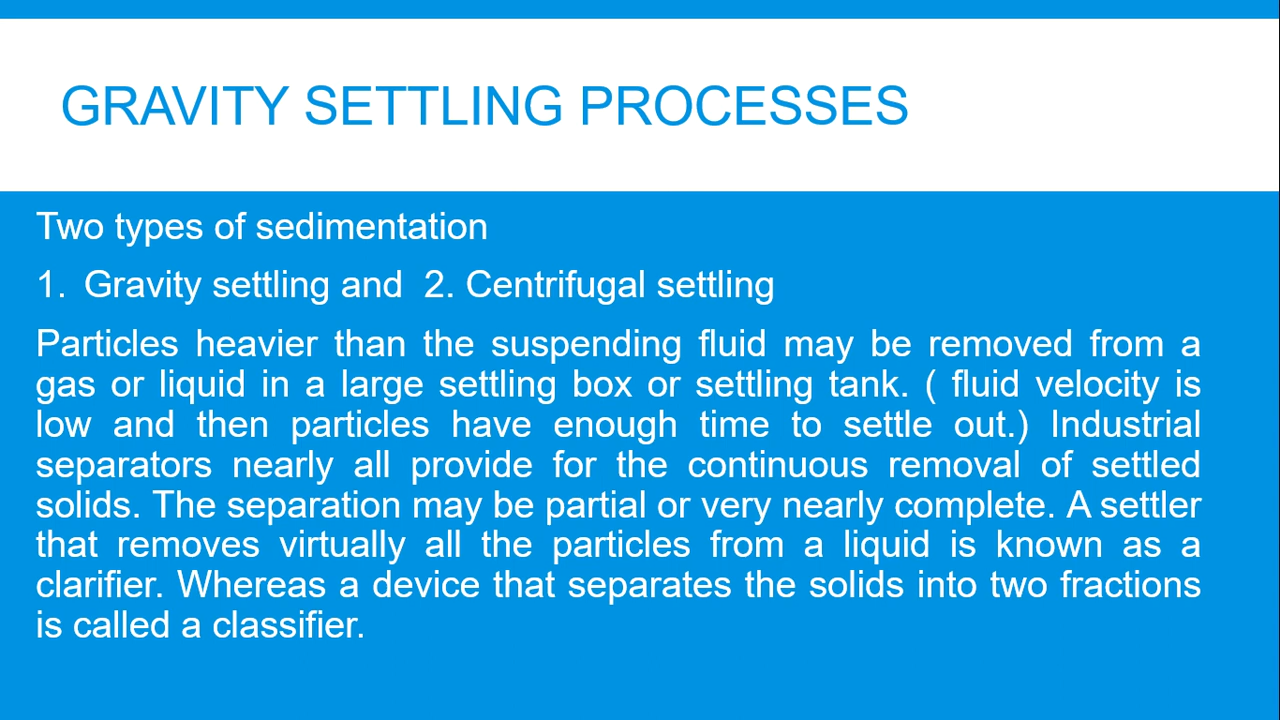 GRAVITY SETTLING PROCESSES
Two types of sedimentation
1. Gravity settling and 2. Centrifugal settling
Particles heavier than the suspending fluid may be removed from a
gas or liquid in a large settling box or settling tank. ( fluid velocity is
low and then particles have enough time to settle out.) Industrial
separators nearly all provide for the continuous removal of settled
solids. The separation may be partial or very nearly complete. A settler
that removes virtually all the particles from a liquid is known as a
clarifier. Whereas a device that separates the solids into two fractions
is called a classifier.